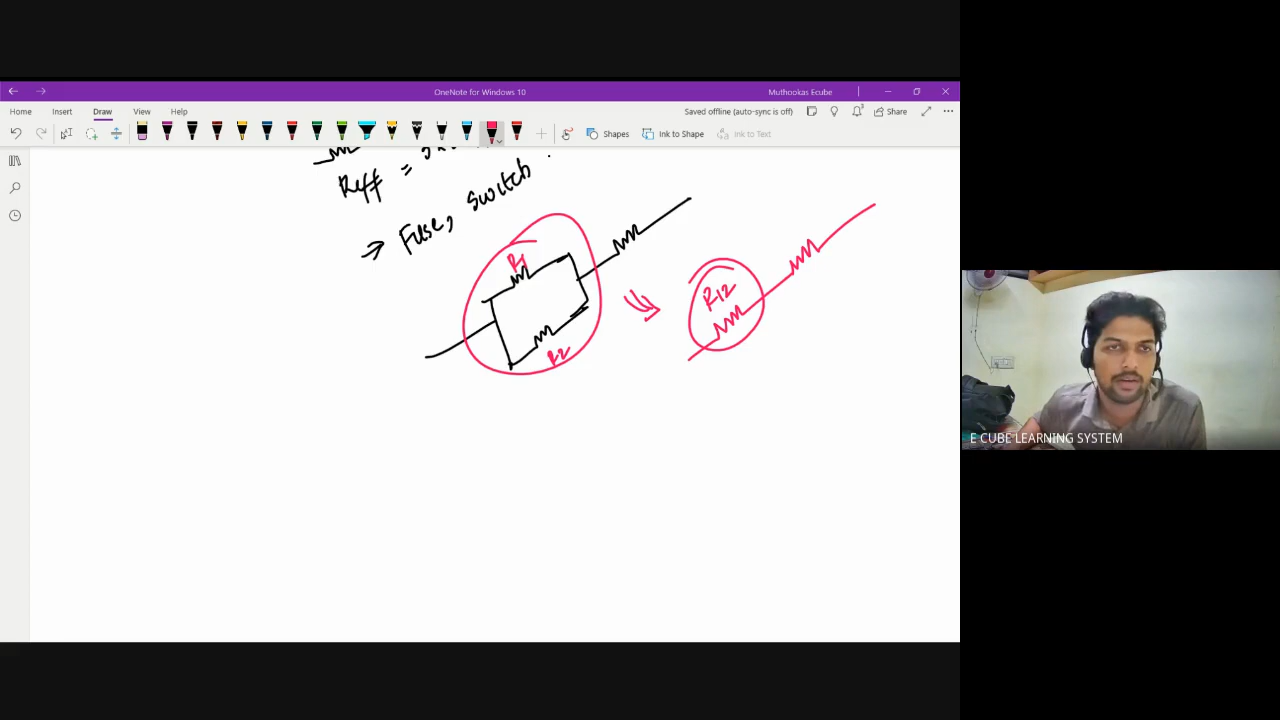 OneNote for Windows 10
Muthookas Ecube
Home Insert Draw View Help
Saved offline (auto-sync is off)
Share
Shapes
Ink to Shape
Ink to Text
Reff =
⇒ Fuse, Switch.
R1
R2
R12
E CUBE LEARNING SYSTEM